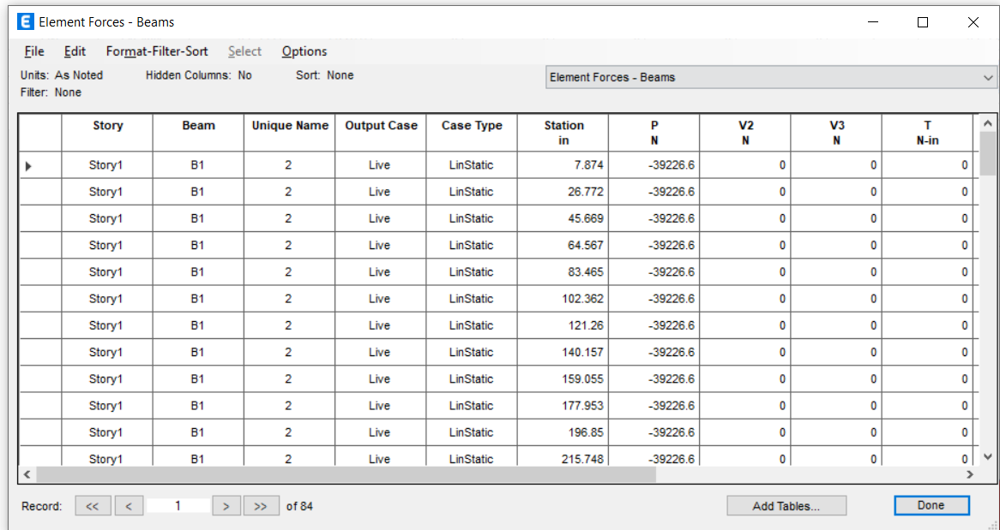 E Element Forces - Beams
File Edit Format-Filter-Sort Select Options
Units: As Noted Hidden Columns: No Sort: None Element Forces - Beams
Filter: None
Story Beam Unique Name Output Case Case Type Station P V2 V3 T
in N N N N-in
Story1 B1 2 Live LinStatic 7.874 -39226.6 0 0 0
Story1 B1 2 Live LinStatic 26.772 -39226.6 0 0 0
Story1 B1 2 Live LinStatic 45.669 -39226.6 0 0 0
Story1 B1 2 Live LinStatic 64.567 -39226.6 0 0 0
Story1 B1 2 Live LinStatic 83.465 -39226.6 0 0 0
Story1 B1 2 Live LinStatic 102.362 -39226.6 0 0 0
Story1 B1 2 Live LinStatic 121.26 -39226.6 0 0 0
Story1 B1 2 Live LinStatic 140.157 -39226.6 0 0 0
Story1 B1 2 Live LinStatic 159.055 -39226.6 0 0 0
Story1 B1 2 Live LinStatic 177.953 -39226.6 0 0 0
Story1 B1 2 Live LinStatic 196.85 -39226.6 0 0 0
Story1 B1 2 Live LinStatic 215.748 -39226.6 0 0 0
Record: << < 1 > >> of 84 Add Tables... Done